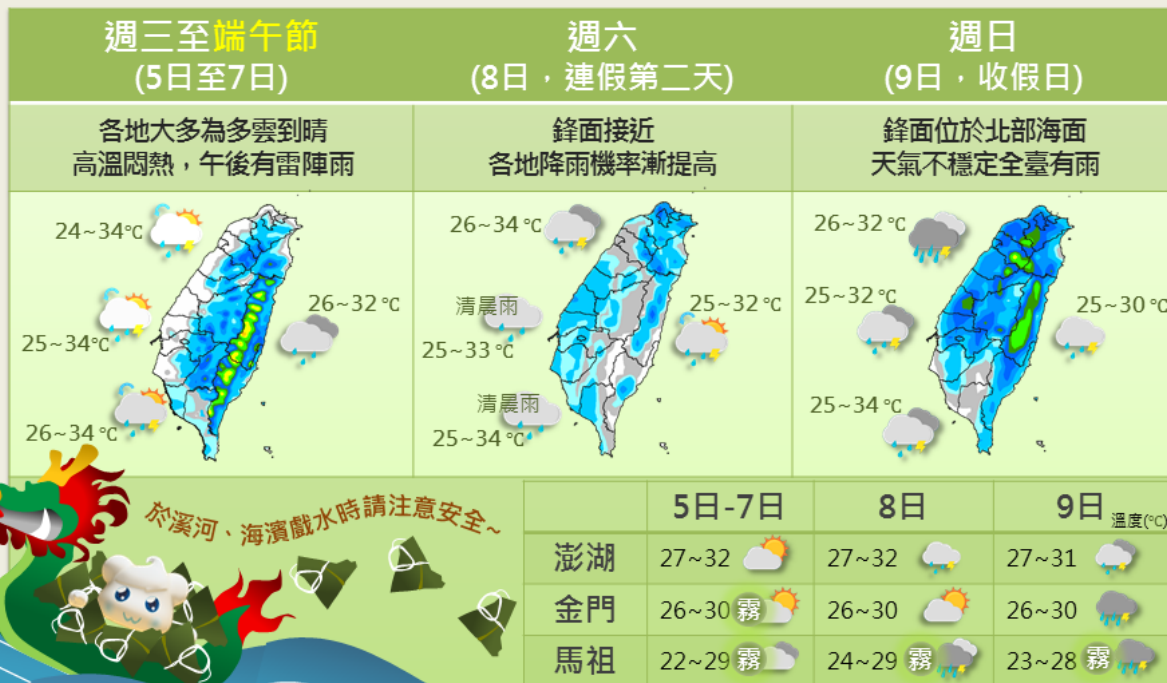 週三至端午節
(5日至7日)
週六
(8日，連假第二天)
週日
(9日，收假日)
各地大多為多雲到晴
高溫悶熱，午後有雷陣雨
鋒面接近
各地降雨機率漸提高
鋒面位於北部海面
天氣不穩定全臺有雨
24~34℃
26~32℃
25~34℃
26~34℃
26~34℃
清晨雨
25~33℃
25~32℃
清晨雨
25~34℃
26~32℃
25~32℃
25~30℃
25~34℃
於溪河、海濱戲水時請注意安全~
5日-7日 8日 9日 溫度(℃)
澎湖 27~32 27~32 27~31
金門 26~30 霧 26~30 26~30
馬祖 22~29 霧 24~29 霧 23~28 霧